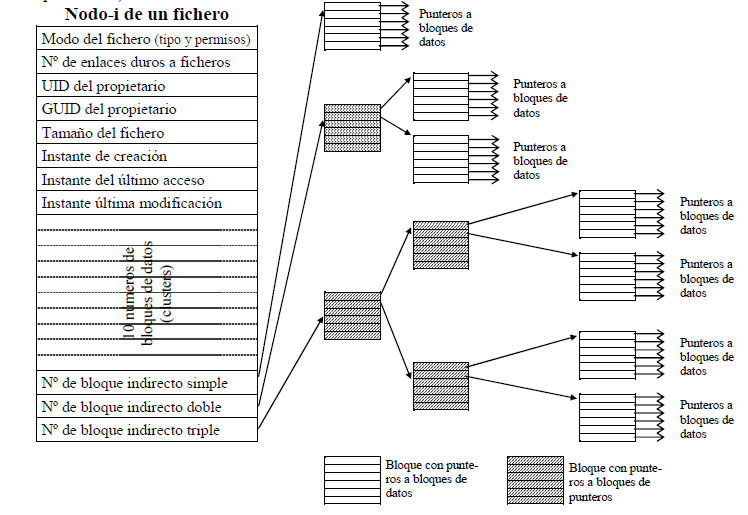 Nodo-i de un fichero
Modo del fichero (tipo y permisos)
Nº de enlaces duros a ficheros
UID del propietario
GUID del propietario
Tamaño del fichero
Instante de creación
Instante del último acceso
Instante última modificación
10 numeros de
bloques de datos
(clusters)
Nº de bloque indirecto simple
Nº de bloque indirecto doble
Nº de bloque indirecto triple
Punteros a
bloques de
datos
Punteros a
bloques de
datos
Punteros a
bloques de
datos
Punteros a
bloques de
datos
Punteros a
bloques de
datos
Punteros a
bloques de
datos
Punteros a
bloques de
datos
Bloque con punte-
ros a bloques de
datos
Bloque con punte-
ros a bloques de
punteros